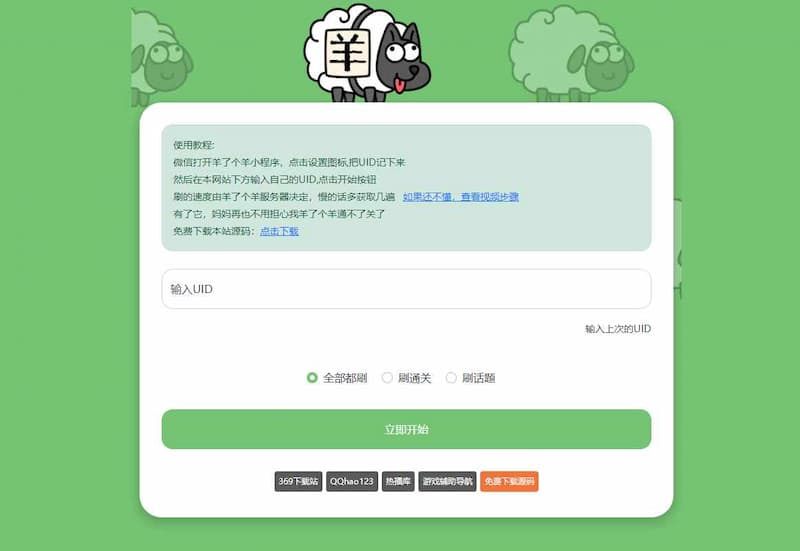 羊
使用教程:
微信打开羊了个羊小程序，点击设置图标,把UID记下来
然后在本网站下方输入自己的UID,点击开始按钮
刷的速度由羊了个羊服务器决定，慢的话多获取几遍 如果还不懂，查看视频步骤
有了它，妈妈再也不用担心我羊了个羊通不了关了
免费下载本站源码：点击下载
输入UID
输入上次的UID
全部都刷 刷通关 刷话题
立即开始
369下载站 QQhao123 热播库 游戏辅助导航 免费下载源码